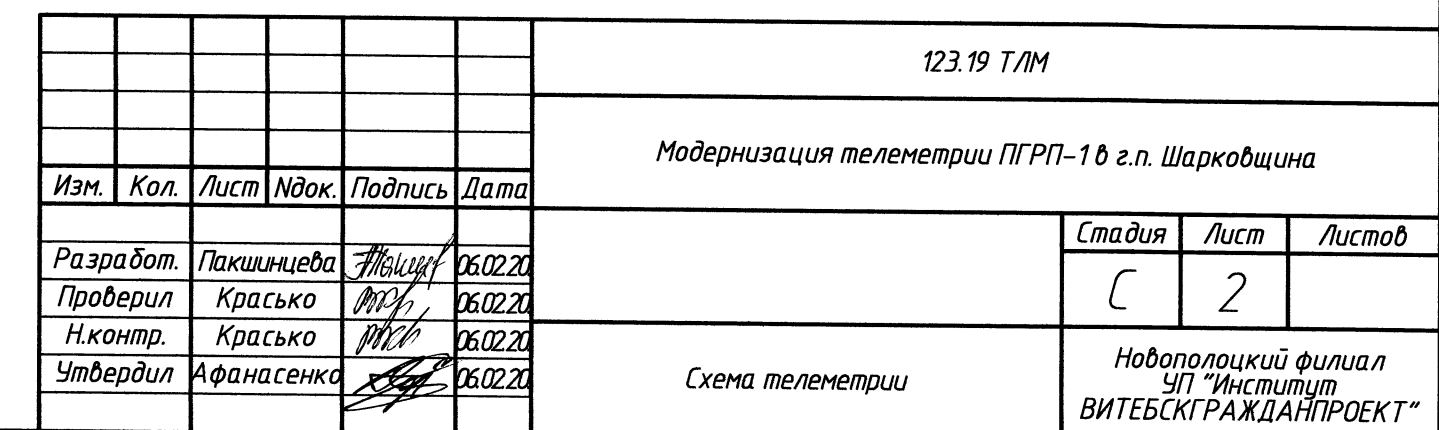 123.19 ТЛМ
Модернизация телеметрии ПГРП-1 в г.п. Шарковщина
Изм. Кол. Лист Nдок. Подпись Дата
Стадия Лист Листов
Разработ. Пакшинцева 06.02.20
С 2
Проверил Красько 06.02.20
Н.контр. Красько 06.02.20
Утвердил Афанасенко 06.02.20
Схема телеметрии
Новополоцкий филиал
УП "Институт
ВИТЕБСКГРАЖДАНПРОЕКТ"